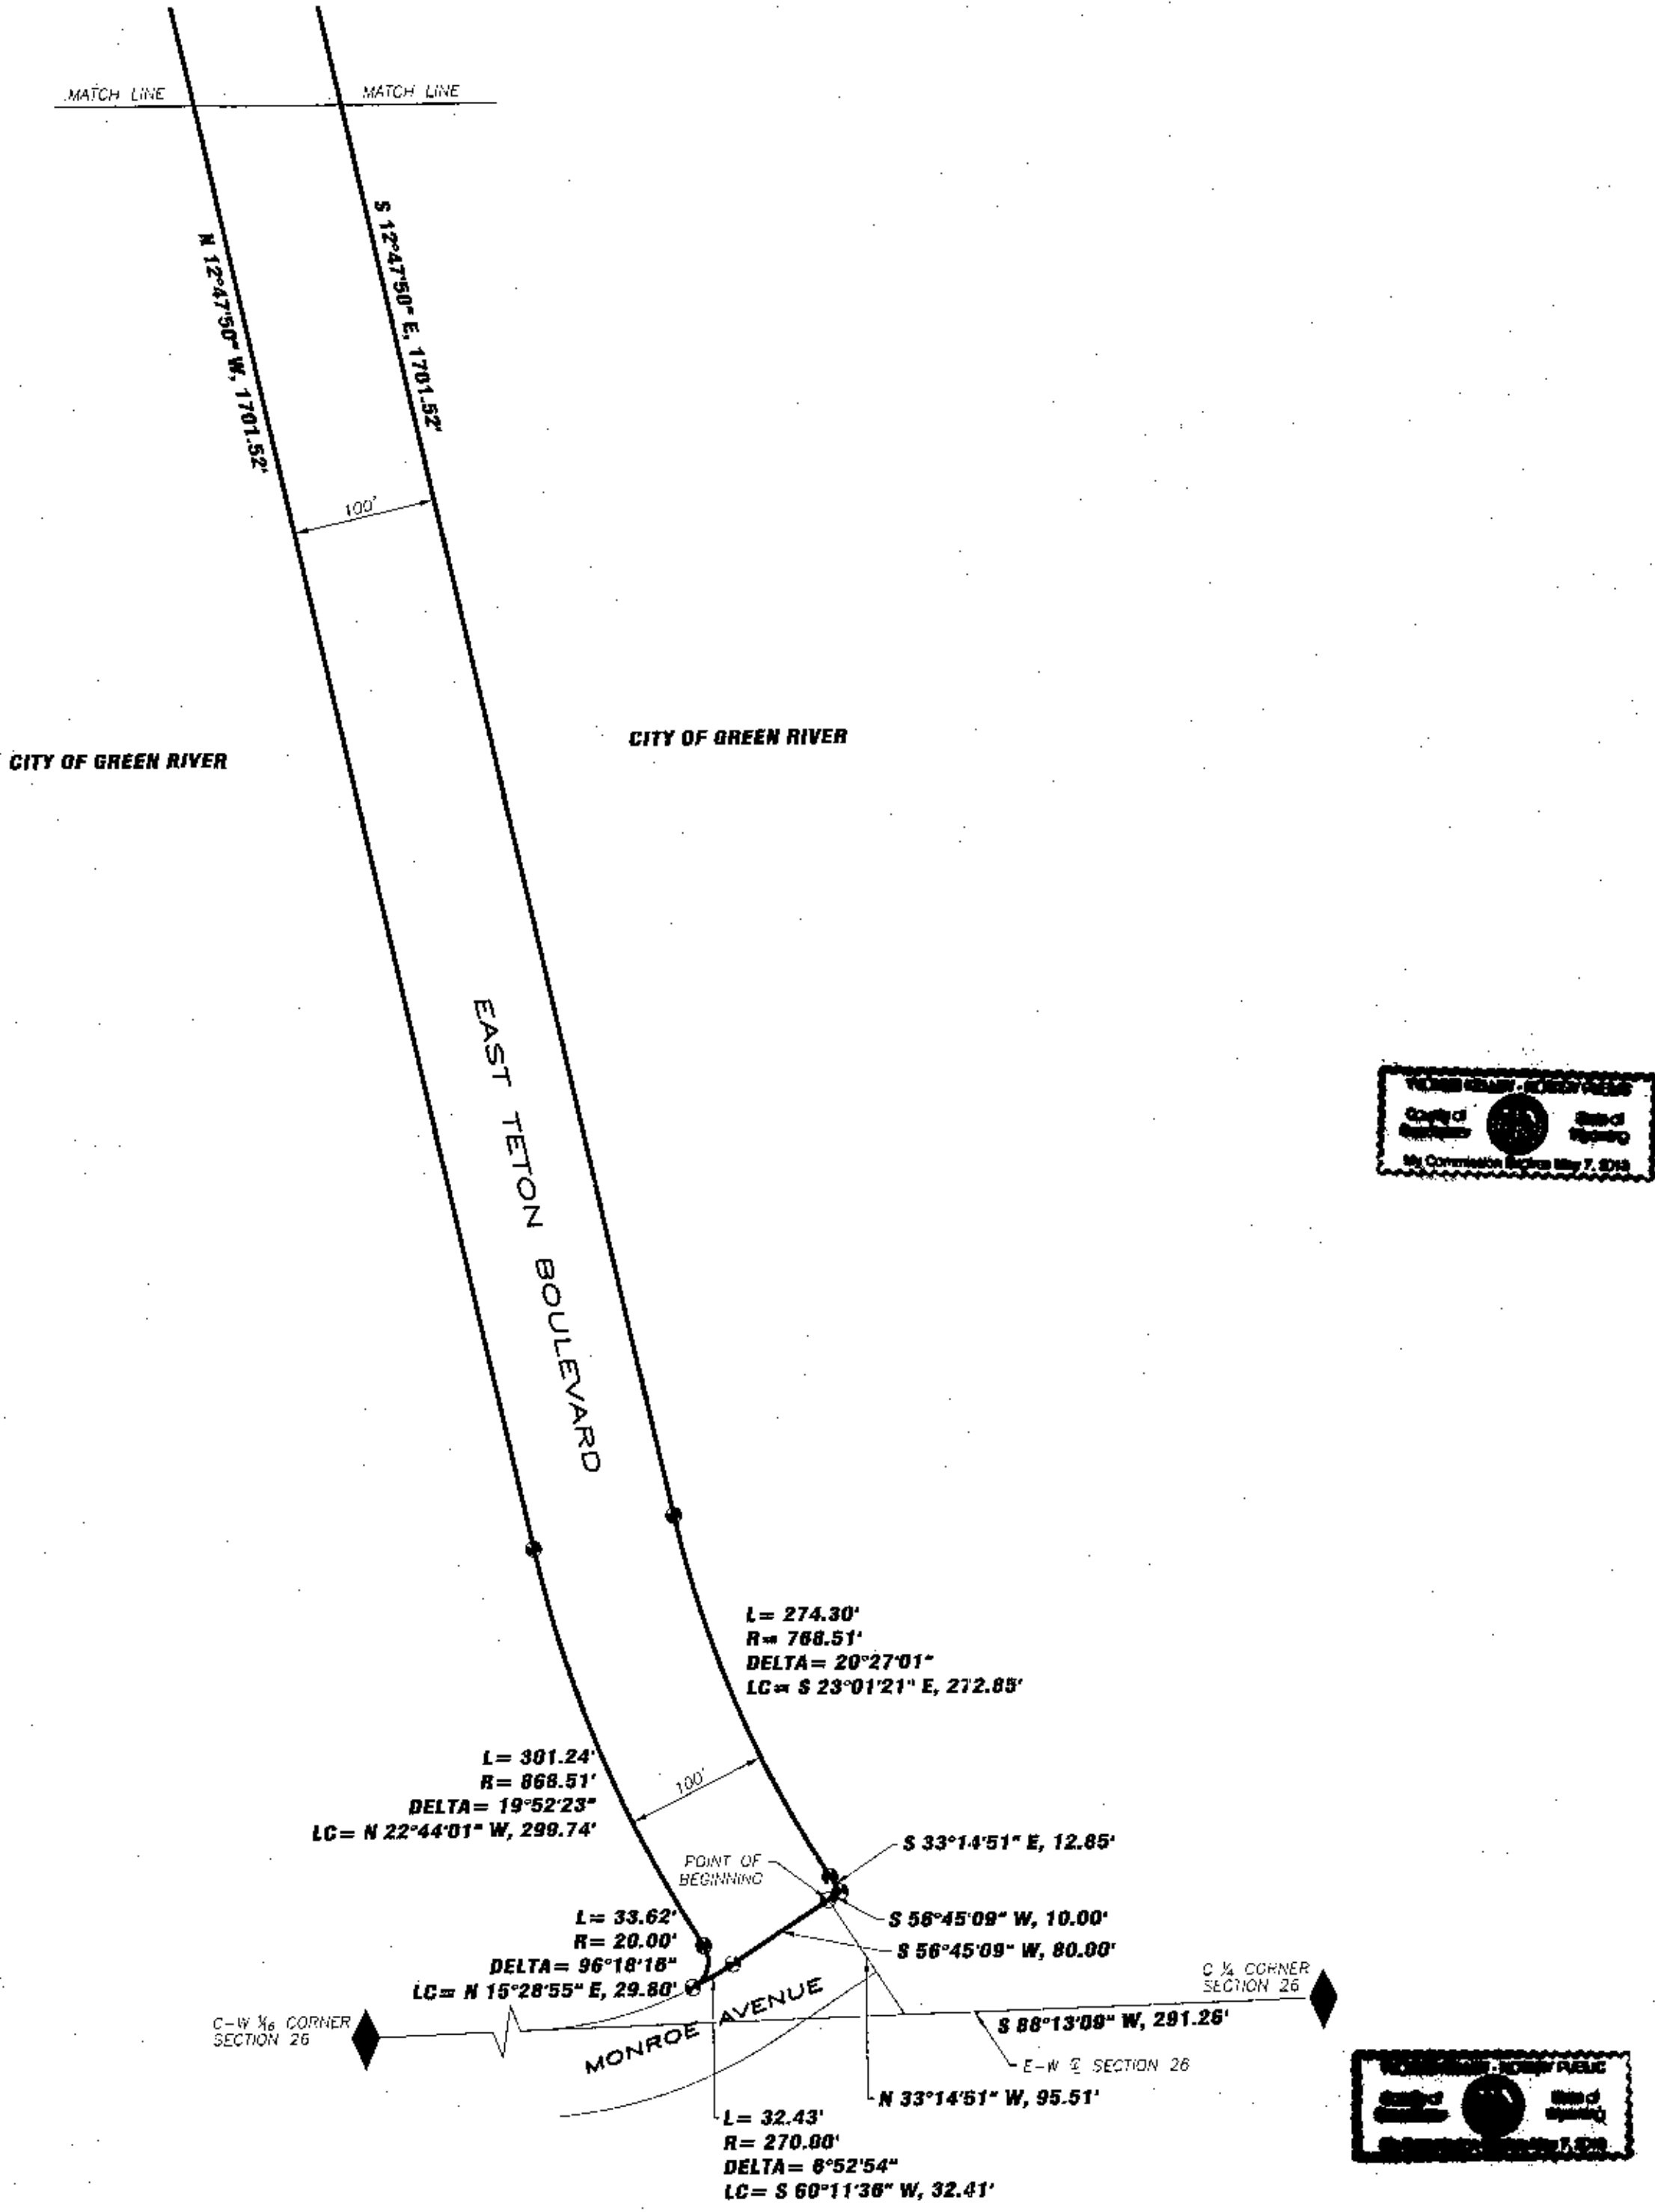 MATCH LINE
MATCH LINE
N 12°47'50" W, 1701.52'
S 12°47'50" E, 1701.52'
100'
CITY OF GREEN RIVER
CITY OF GREEN RIVER
EAST TETON BOULEVARD
My Commission Expires May 7,
L= 274.30'
R= 768.51'
DELTA= 20°27'01"
LC= S 23°01'21" E, 272.85'
L= 301.24'
R= 868.51'
DELTA= 19°52'23"
LC= N 22°44'01" W, 299.74'
100'
POINT OF
BEGINNING
S 33°14'51" E, 12.85'
S 56°45'09" W, 10.00'
S 56°45'09" W, 80.00'
L= 33.62'
R= 20.00'
DELTA= 96°18'18"
LC= N 15°28'55" E, 29.80'
C-W 1/16 CORNER
SECTION 26
MONROE AVENUE
C ¼ CORNER
SECTION 26
S 88°13'09" W, 291.26'
E-W ℄ SECTION 26
N 33°14'51" W, 95.51'
L= 32.43'
R= 270.00'
DELTA= 6°52'54"
LC= S 60°11'36" W, 32.41'
PUBLIC